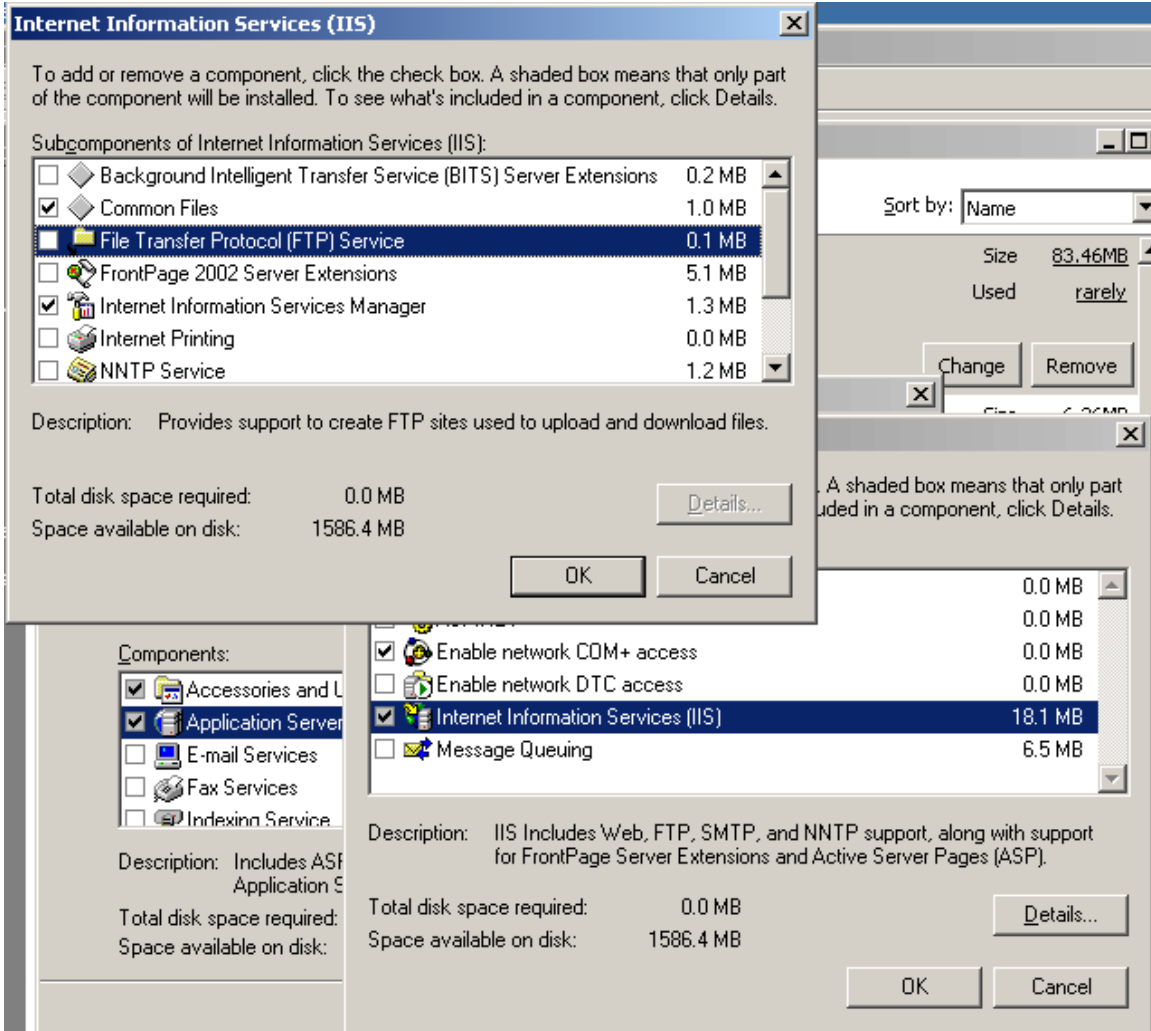 Internet Information Services (IIS)
To add or remove a component, click the check box. A shaded box means that only part
of the component will be installed. To see what's included in a component, click Details.
Subcomponents of Internet Information Services (IIS):
Background Intelligent Transfer Service (BITS) Server Extensions 0.2 MB
Common Files 1.0 MB
File Transfer Protocol (FTP) Service 0.1 MB
FrontPage 2002 Server Extensions 5.1 MB
Internet Information Services Manager 1.3 MB
Internet Printing 0.0 MB
NNTP Service 1.2 MB
Description: Provides support to create FTP sites used to upload and download files.
Total disk space required: 0.0 MB
Space available on disk: 1586.4 MB
Details...
OK Cancel
Sort by: Name
Size 83.46MB
Used rarely
Change Remove
. A shaded box means that only part
uded in a component, click Details.
0.0 MB
0.0 MB
Enable network COM+ access 0.0 MB
Enable network DTC access 0.0 MB
Internet Information Services (IIS) 18.1 MB
Message Queuing 6.5 MB
Description: IIS Includes Web, FTP, SMTP, and NNTP support, along with support
for FrontPage Server Extensions and Active Server Pages (ASP).
Total disk space required: 0.0 MB
Space available on disk: 1586.4 MB
Details...
OK Cancel
Components:
Accessories and U
Application Server
E-mail Services
Fax Services
Indexing Service
Description: Includes ASF
Application S
Total disk space required:
Space available on disk: